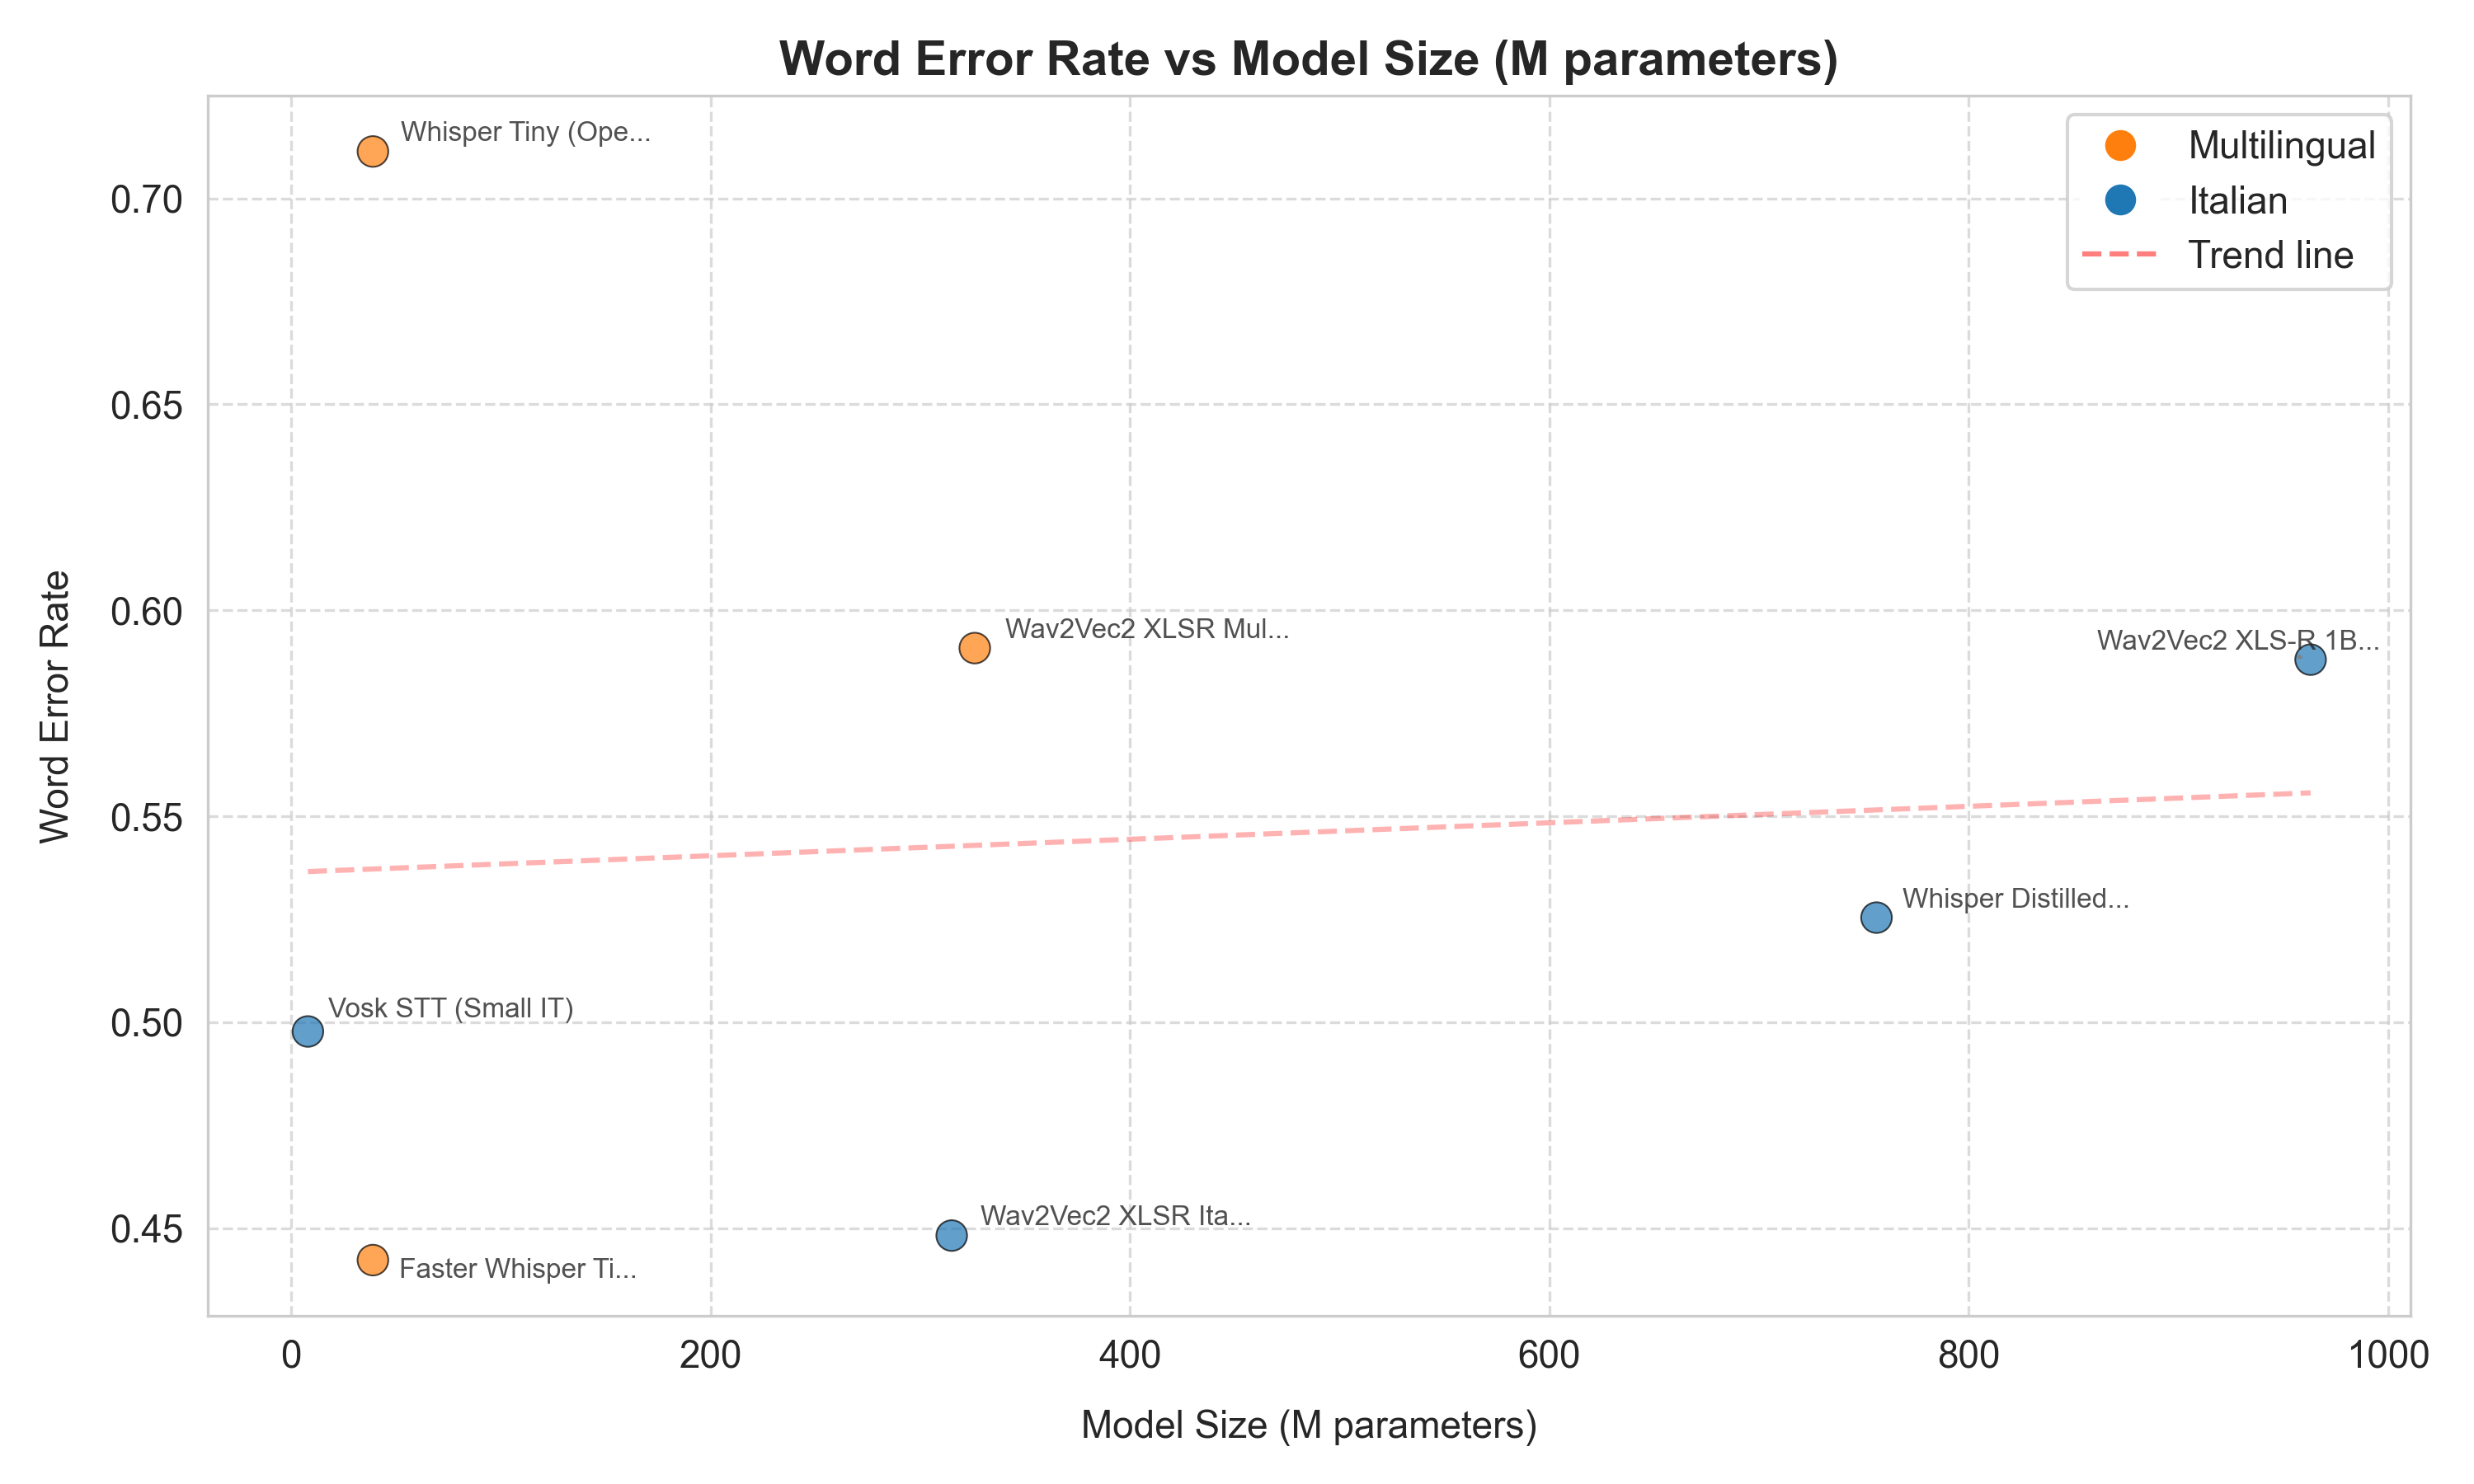 Word Error Rate vs Model Size (M parameters)
Whisper Tiny (Ope...
Multilingual
Italian
Trend line
0.70
0.65
0.60
0.55
0.50
0.45
Word Error Rate
Wav2Vec2 XLSR Mul...
Wav2Vec2 XLS-R 1B...
Whisper Distilled...
Vosk STT (Small IT)
Wav2Vec2 XLSR Ita...
Faster Whisper Ti...
0 200 400 600 800 1000
Model Size (M parameters)